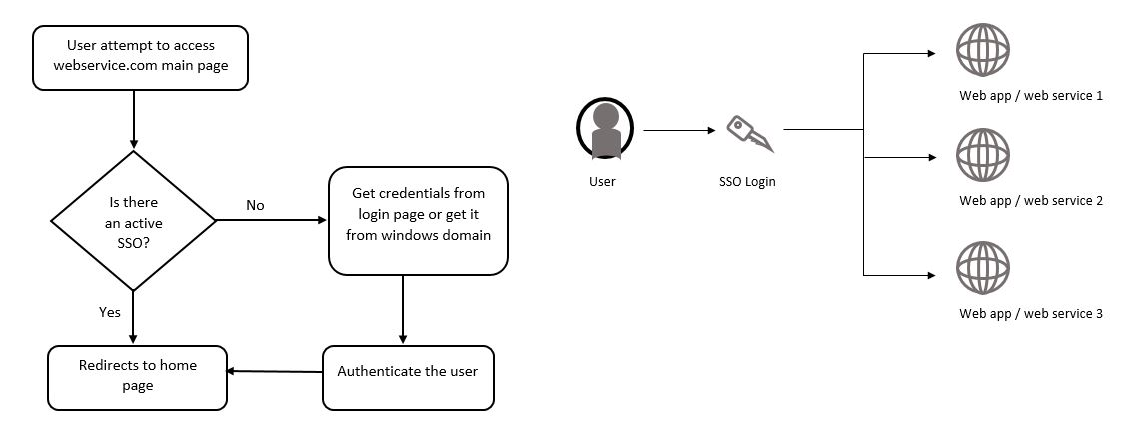 User attempt to access
webservice.com main page
Is there
an active
SSO?
No
Get credentials from
login page or get it
from windows domain
Yes
Redirects to home
page
Authenticate the user
User
SSO Login
Web app / web service 1
Web app / web service 2
Web app / web service 3